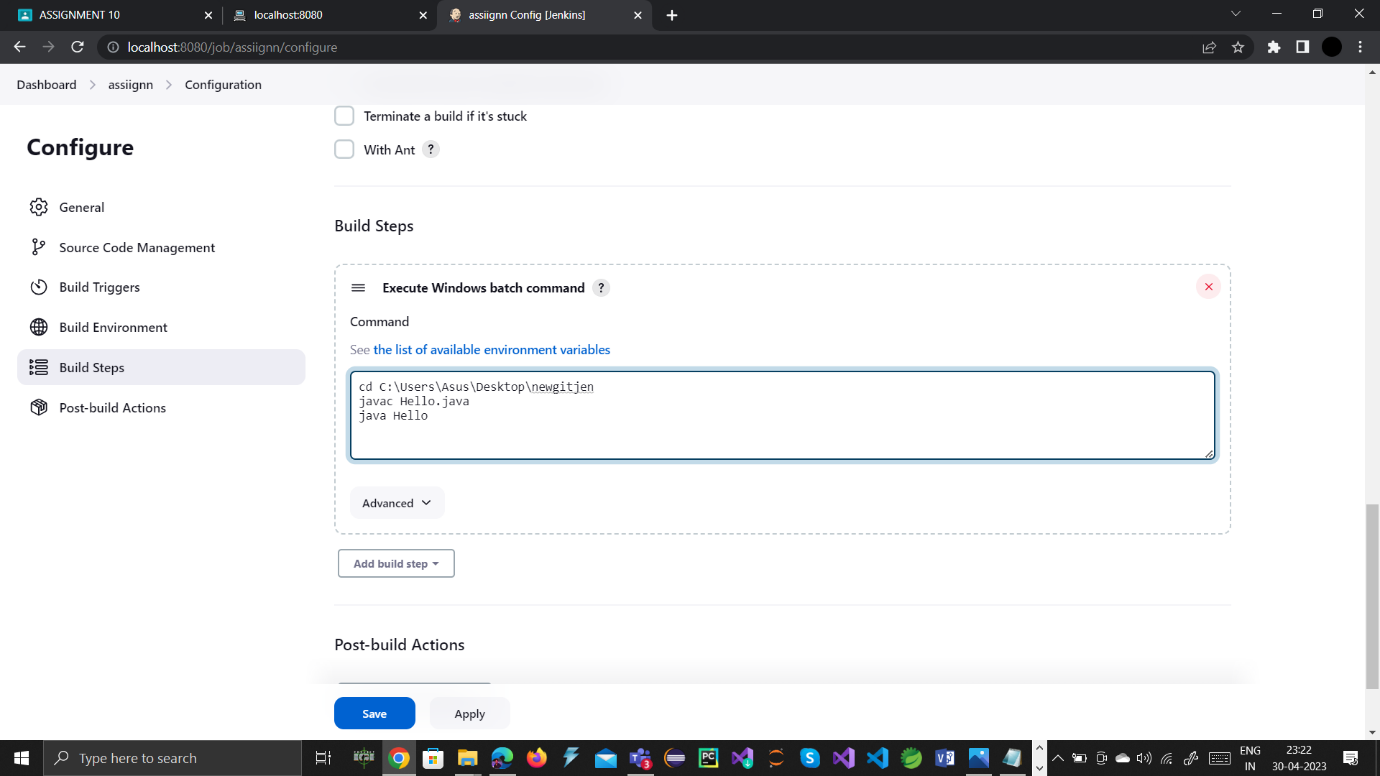 ASSIGNMENT 10
localhost:8080
assiignn Config [Jenkins]
localhost:8080/job/assiignn/configure
Dashboard
assiignn
Configuration
Configure
General
Source Code Management
Build Triggers
Build Environment
Build Steps
Post-build Actions
Terminate a build if it's stuck
With Ant ?
Build Steps
Execute Windows batch command ?
Command
See the list of available environment variables
cd C:\Users\Asus\Desktop\newgitjen
javac Hello.java
java Hello
Advanced
Add build step
Post-build Actions
Save
Apply
Type here to search
ENG
IN
23:22
30-04-2023